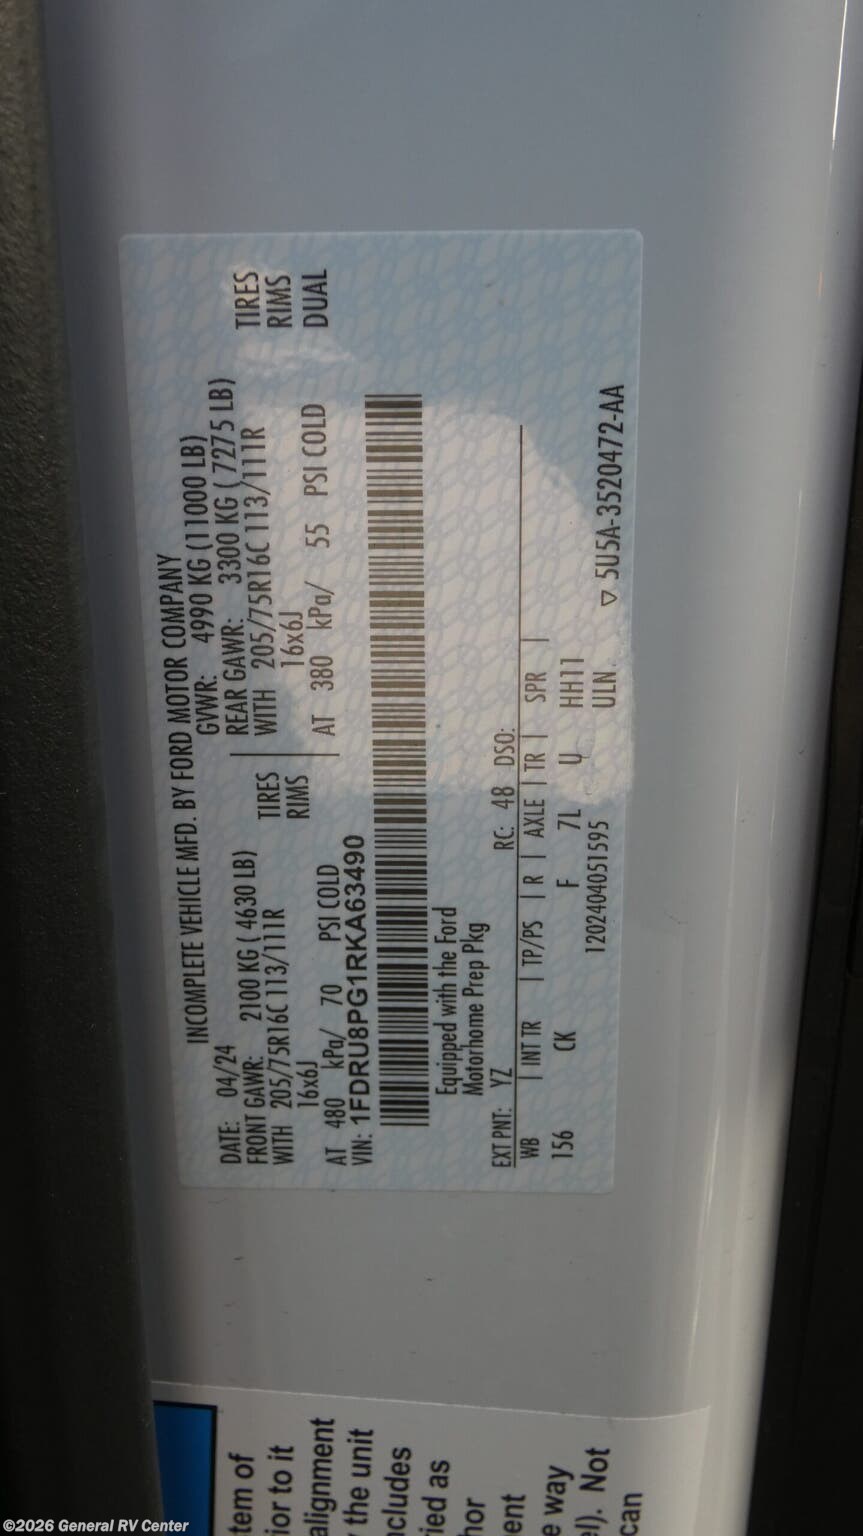 INCOMPLETE VEHICLE MFD. BY FORD MOTOR COMPANY
DATE: 04/24 GVWR: 4990 KG (11000 LB)
FRONT GAWR: 2100 KG ( 4630 LB) REAR GAWR: 3300 KG ( 7275 LB)
WITH 205/75R16C 113/111R TIRES WITH 205/75R16C 113/111R TIRES
16x6J RIMS 16x6J RIMS
AT 480 kPa/ 70 PSI COLD AT 380 kPa/ 55 PSI COLD DUAL
VIN: 1FDRU8PG1RKA63490
Equipped with the Ford
Motorhome Prep Pkg
EXT PNT: YZ RC: 48 DSO:
WB | INT TR | TP/PS | R | AXLE | TR | SPR |
156 CK F 7L U HH11
1202404051595 ULN ▽ 5U5A-3520472-AA
tem of
ior to it
alignment
the unit
cludes
ied as
hor
ent
e way
el). Not
can
©2026 General RV Center